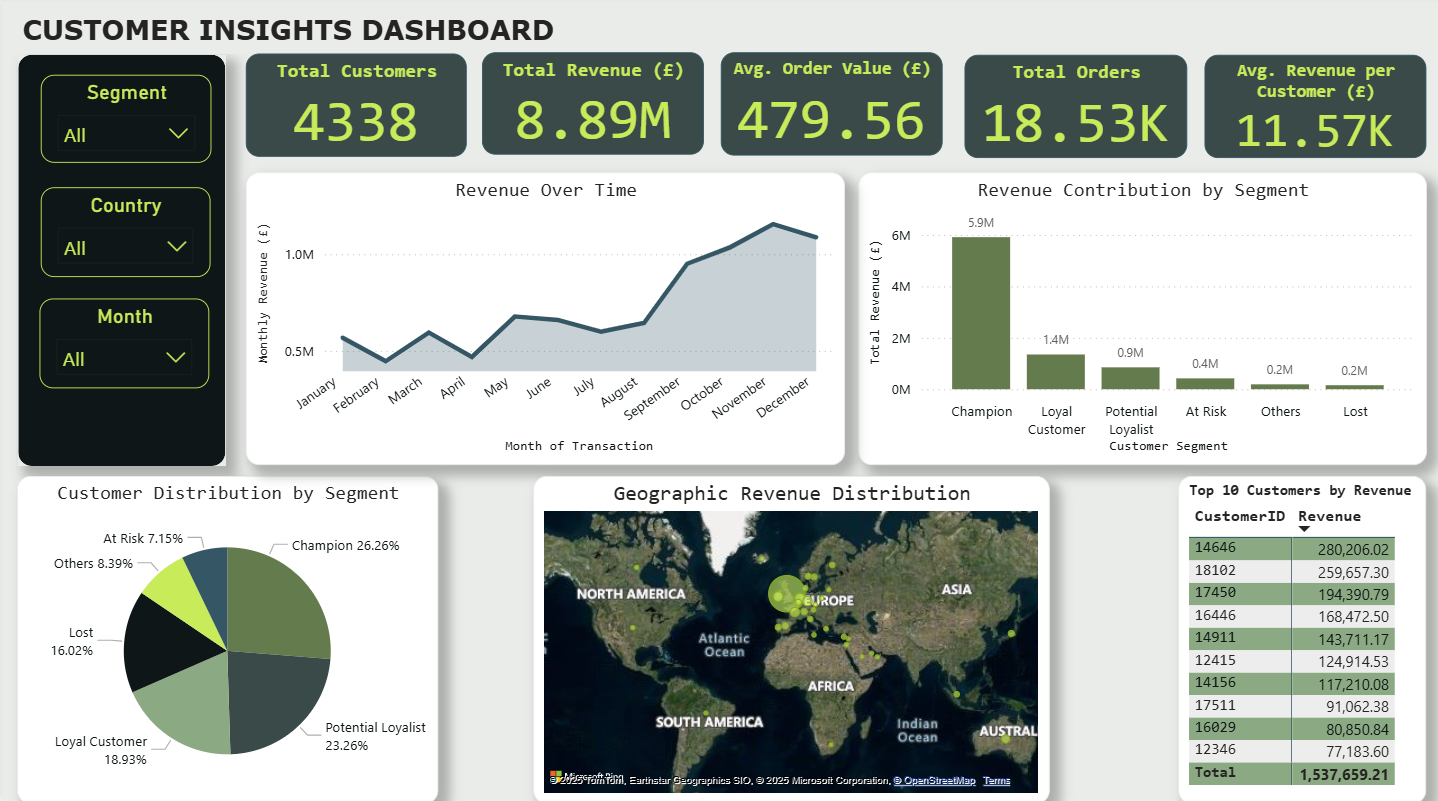 CUSTOMER INSIGHTS DASHBOARD
Segment
All
Country
All
Month
All
Total Customers
4338
Total Revenue (£)
8.89M
Avg. Order Value (£)
479.56
Total Orders
18.53K
Avg. Revenue per
Customer (£)
11.57K
Revenue Over Time
Monthly Revenue (£)
1.0M
0.5M
January
February
March
April
May
June
July
August
September
October
November
December
Month of Transaction
Revenue Contribution by Segment
Total Revenue (£)
6M
4M
2M
0M
5.9M
1.4M
0.9M
0.4M
0.2M
0.2M
Champion
Loyal
Customer
Potential
Loyalist
At Risk
Others
Lost
Customer Segment
Customer Distribution by Segment
At Risk 7.15%
Champion 26.26%
Others 8.39%
Lost
16.02%
Loyal Customer
18.93%
Potential Loyalist
23.26%
Geographic Revenue Distribution
NORTH AMERICA
EUROPE
ASIA
Atlantic
Ocean
AFRICA
SOUTH AMERICA
Indian
Ocean
AUSTRAL
Microsoft Bing
© 2025 TomTom, Earthstar Geographics SIO, © 2025 Microsoft Corporation, © OpenStreetMap Terms
Top 10 Customers by Revenue
CustomerID Revenue
14646 280,206.02
18102 259,657.30
17450 194,390.79
16446 168,472.50
14911 143,711.17
12415 124,914.53
14156 117,210.08
17511 91,062.38
16029 80,850.84
12346 77,183.60
Total 1,537,659.21